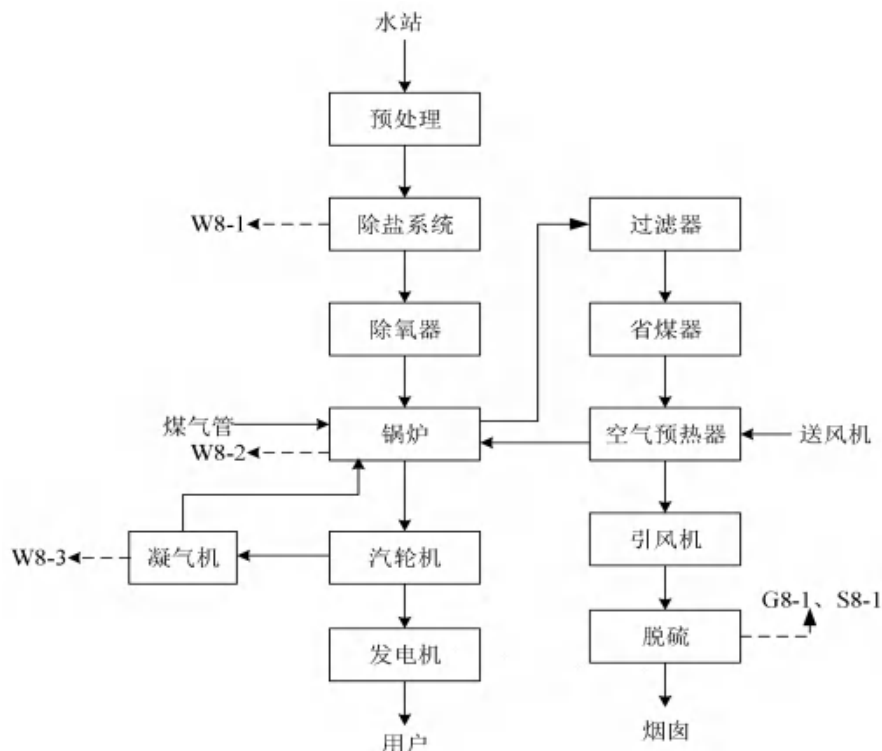 水站
预处理
W8-1
除盐系统
过滤器
除氧器
省煤器
煤气管
锅炉
空气预热器
送风机
W8-2
W8-3
凝气机
汽轮机
引风机
G8-1、S8-1
发电机
脱硫
用户
烟囱